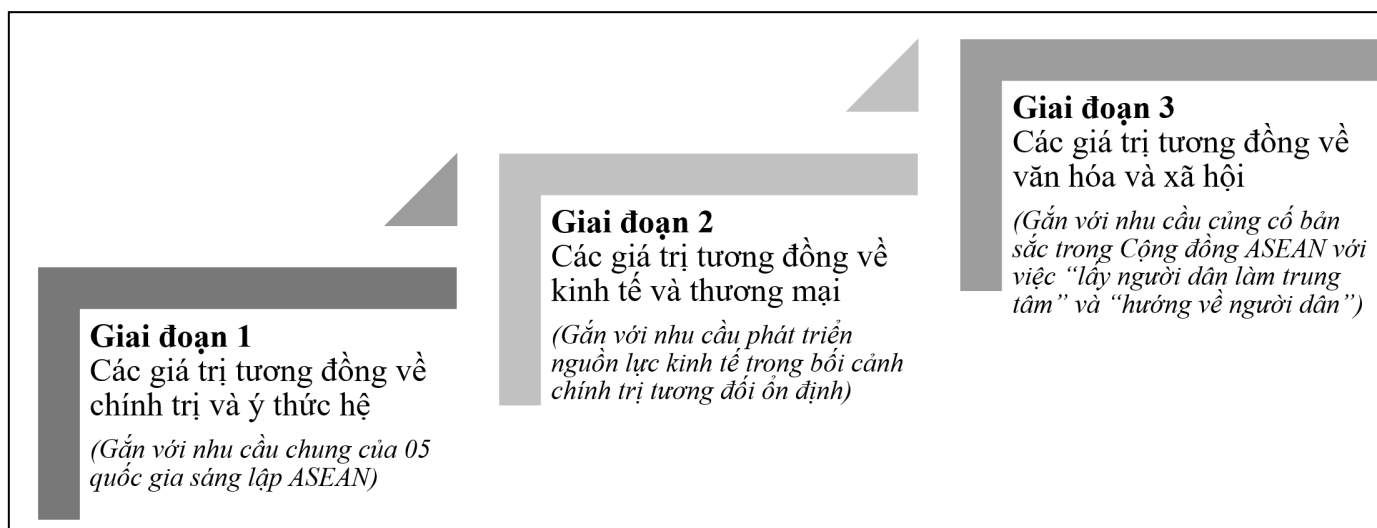 Giai đoạn 1
Các giá trị tương đồng về
chính trị và ý thức hệ
(Gắn với nhu cầu chung của 05
quốc gia sáng lập ASEAN)
Giai đoạn 2
Các giá trị tương đồng về
kinh tế và thương mại
(Gắn với nhu cầu phát triển
nguồn lực kinh tế trong bối cảnh
chính trị tương đối ổn định)
Giai đoạn 3
Các giá trị tương đồng về
văn hóa và xã hội
(Gắn với nhu cầu củng cố bản
sắc trong Cộng đồng ASEAN với
việc “lấy người dân làm trung
tâm” và “hướng về người dân”)